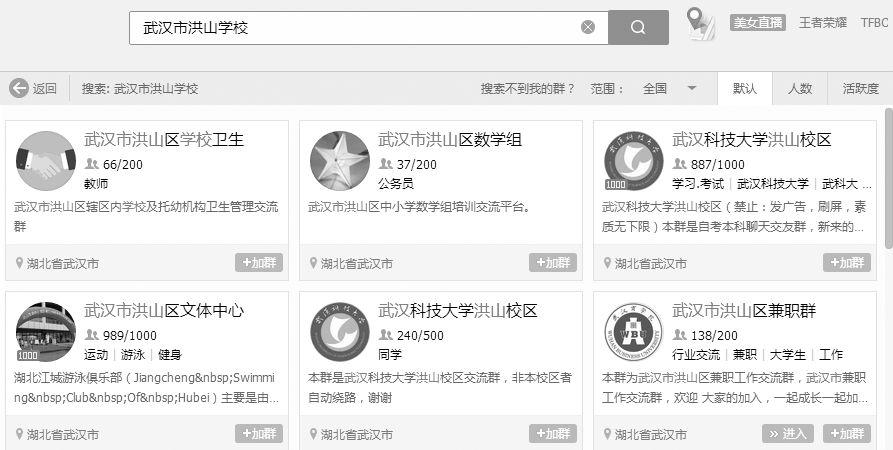 武汉市洪山学校
美女直播 王者荣耀 TFBO
返回 搜索: 武汉市洪山学校 搜索不到我的群？ 范围： 全国 默认 人数 活跃度
武汉市洪山区学校卫生
66/200
教师
武汉市洪山区辖区内学校及托幼机构卫生管理交流
群
湖北省武汉市 +加群
武汉市洪山区数学组
37/200
公务员
武汉市洪山区中小学数学组培训交流平台。
湖北省武汉市 +加群
武汉科技大学洪山校区
887/1000
1000
学习.考试 | 武汉科技大学 | 武科大 ...
武汉科技大学洪山校区（禁止：发广告，刷屏，素
质无下限）本群是自考本科聊天交友群，新来的...
湖北省武汉市 +加群
武汉市洪山区文体中心
989/1000
1000
运动 | 游泳 | 健身
湖北江城游泳俱乐部（Jiangcheng&nbsp;Swimmi
ng&nbsp;Club&nbsp;Of&nbsp;Hubei）主要是由...
湖北省武汉市 +加群
武汉科技大学洪山校区
240/500
同学
本群是武汉科技大学洪山校区交流群，非本校区者
自动绕路，谢谢
湖北省武汉市 +加群
武汉市洪山区兼职群
138/200
WBU
行业交流 | 兼职 | 大学生 | 工作
本群为武汉市洪山区兼职工作交流群，武汉市兼职
工作交流群，欢迎 大家的加入，一起成长一起加...
湖北省武汉市 » 进入 +加群